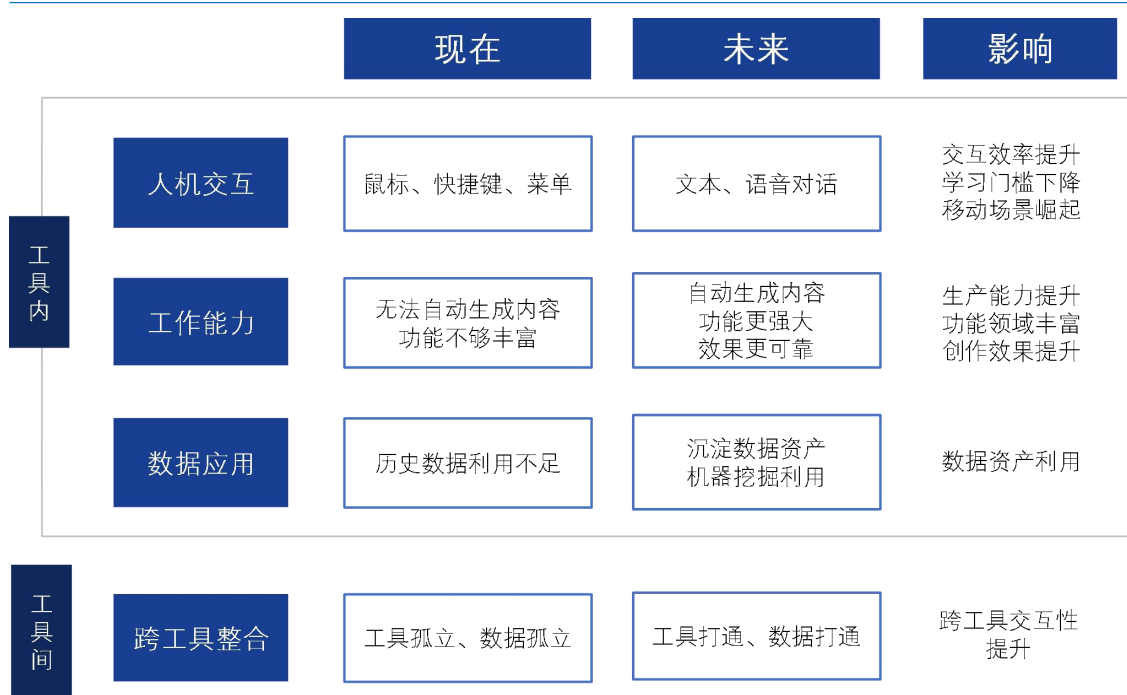 现在
未来
影响
工具内
人机交互
鼠标、快捷键、菜单
文本、语音对话
交互效率提升
学习门槛下降
移动场景崛起
工作能力
无法自动生成内容
功能不够丰富
自动生成内容
功能更强大
效果更可靠
生产能力提升
功能领域丰富
创作效果提升
数据应用
历史数据利用不足
沉淀数据资产
机器挖掘利用
数据资产利用
工具间
跨工具整合
工具孤立、数据孤立
工具打通、数据打通
跨工具交互性
提升